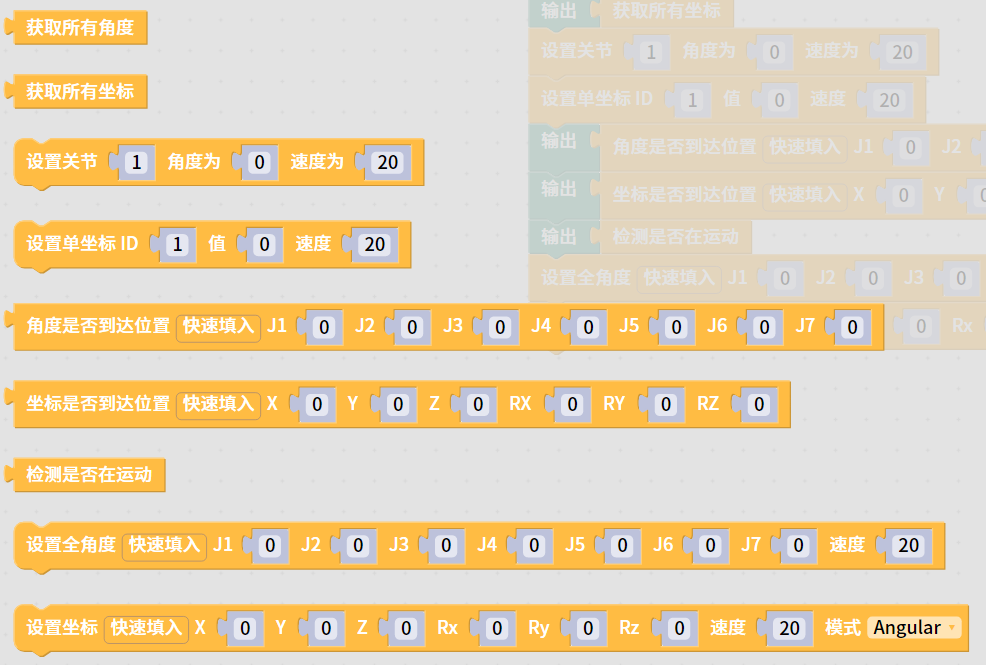 获取所有角度
获取所有坐标
设置关节 1 角度为 0 速度为 20
设置单坐标 ID 1 值 0 速度 20
角度是否到达位置 快速填入 J1 0 J2 0 J3 0 J4 0 J5 0 J6 0 J7 0
坐标是否到达位置 快速填入 X 0 Y 0 Z 0 RX 0 RY 0 RZ 0
检测是否在运动
设置全角度 快速填入 J1 0 J2 0 J3 0 J4 0 J5 0 J6 0 J7 0 速度 20
设置坐标 快速填入 X 0 Y 0 Z 0 Rx 0 Ry 0 Rz 0 速度 20 模式 Angular
输出 获取所有坐标
设置关节 1 角度为 0 速度为 20
设置单坐标 ID 1 值 0 速度 20
输出 角度是否到达位置 快速填入 J1 0 J2
输出 坐标是否到达位置 快速填入 X 0 Y 0
输出 检测是否在运动
设置全角度 快速填入 J1 0 J2 0 J3 0
0 Rx